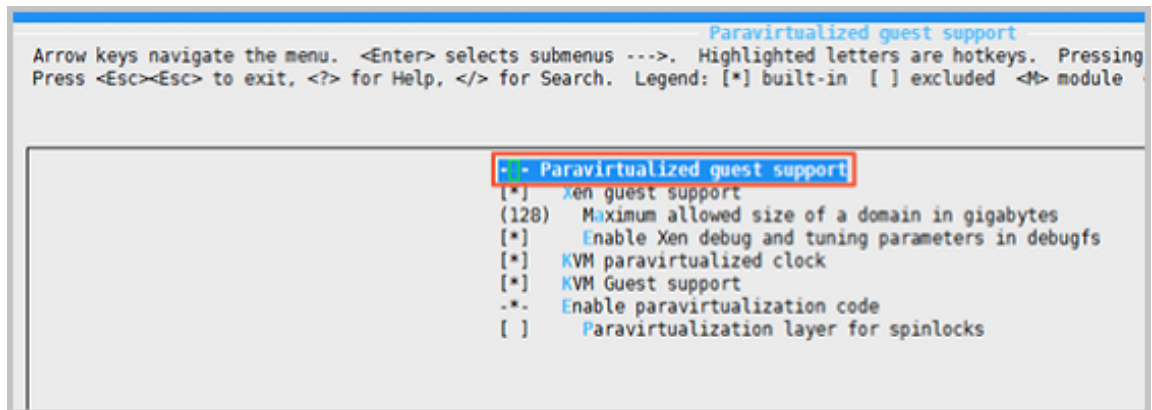 Paravirtualized guest support
Arrow keys navigate the menu.  <Enter> selects submenus --->.  Highlighted letters are hotkeys.  Pressing
Press <Esc><Esc> to exit, <?> for Help, </> for Search.  Legend: [*] built-in  [ ] excluded  <M> module
- - Paravirtualized guest support
[*]   Xen guest support
(128)   Maximum allowed size of a domain in gigabytes
[*]     Enable Xen debug and tuning parameters in debugfs
[*]   KVM paravirtualized clock
[*]   KVM Guest support
-*-   Enable paravirtualization code
[ ]     Paravirtualization layer for spinlocks